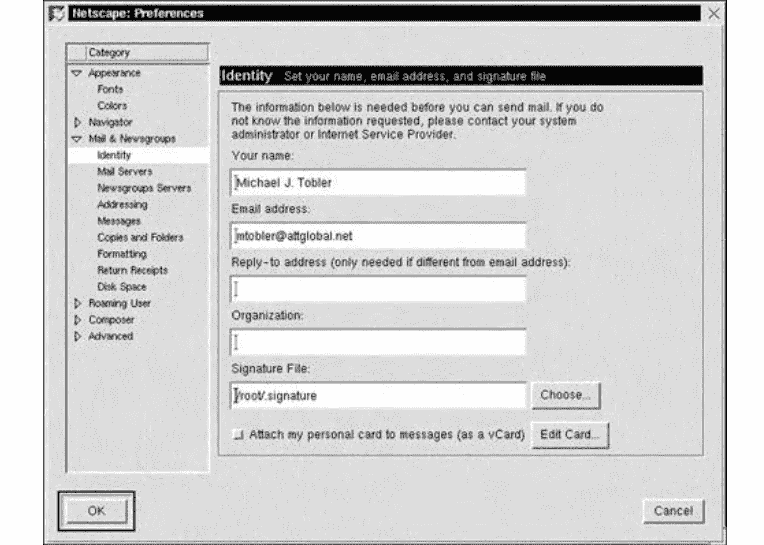 Netscape: Preferences
Category
Appearance
Fonts
Colors
Navigator
Mail & Newsgroups
Identity
Mail Servers
Newsgroups Servers
Addressing
Messages
Copies and Folders
Formatting
Return Receipts
Disk Space
Roaming User
Composer
Advanced
Identity Set your name, email address, and signature file
The information below is needed before you can send mail. If you do
not know the information requested, please contact your system
administrator or Internet Service Provider.
Your name:
Michael J. Tobler
Email address:
mtobler@attglobal.net
Reply-to address (only needed if different from email address):
Organization:
Signature File:
/root/.signature
Choose...
Attach my personal card to messages (as a vCard)
Edit Card...
OK
Cancel